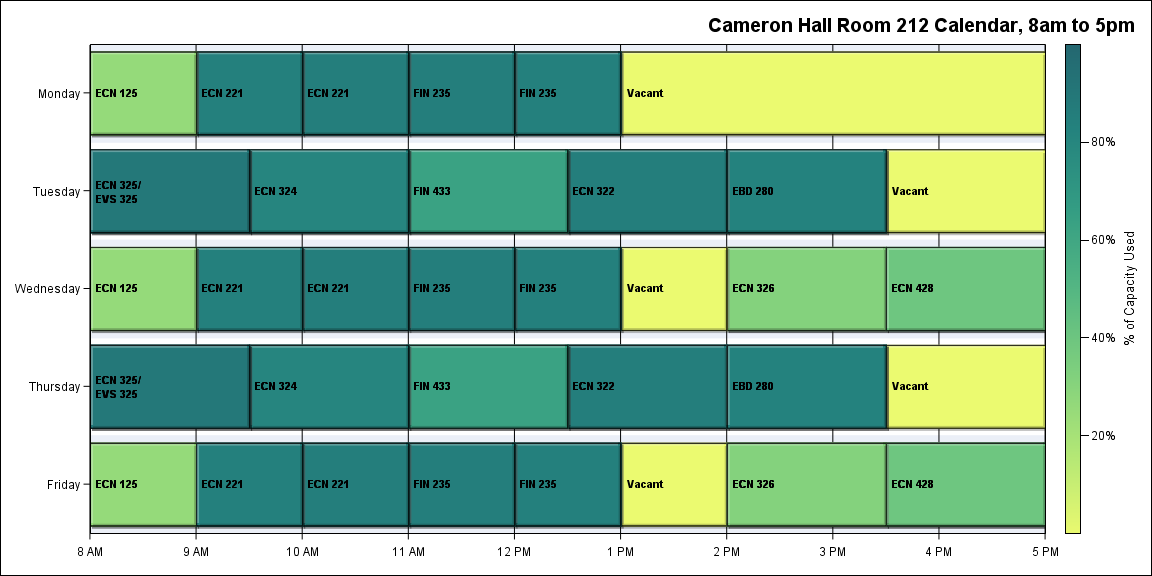 Cameron Hall Room 212 Calendar, 8am to 5pm
Monday
ECN 125
ECN 221
ECN 221
FIN 235
FIN 235
Vacant
Tuesday
ECN 325/
EVS 325
ECN 324
FIN 433
ECN 322
EBD 280
Vacant
Wednesday
ECN 125
ECN 221
ECN 221
FIN 235
FIN 235
Vacant
ECN 326
ECN 428
Thursday
ECN 325/
EVS 325
ECN 324
FIN 433
ECN 322
EBD 280
Vacant
Friday
ECN 125
ECN 221
ECN 221
FIN 235
FIN 235
Vacant
ECN 326
ECN 428
8 AM
9 AM
10 AM
11 AM
12 PM
1 PM
2 PM
3 PM
4 PM
5 PM
80%
60%
40%
20%
% of Capacity Used